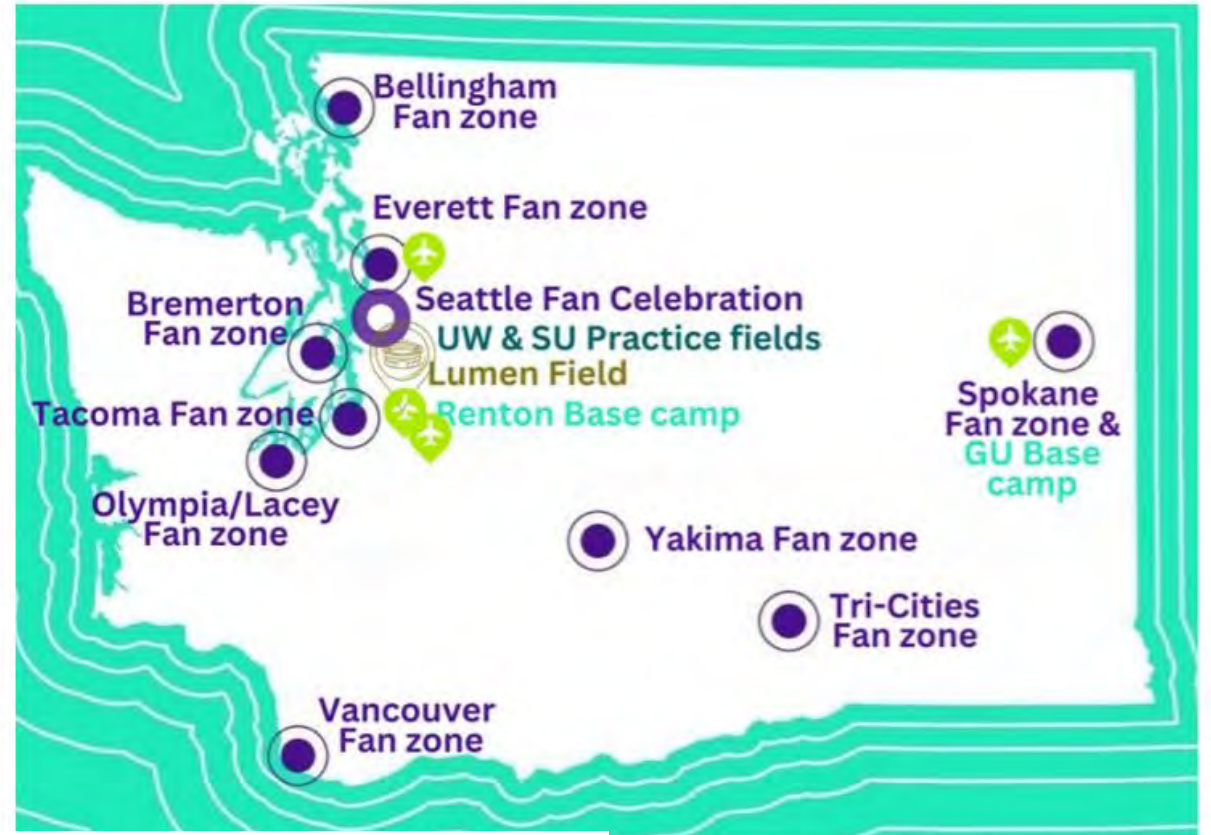 Bellingham
Fan zone
Everett Fan zone
Seattle Fan Celebration
Bremerton
Fan zone
UW & SU Practice fields
Lumen Field
Tacoma Fan zone
Renton Base camp
Spokane
Fan zone &
GU Base
camp
Olympia/Lacey
Fan zone
Yakima Fan zone
Tri-Cities
Fan zone
Vancouver
Fan zone